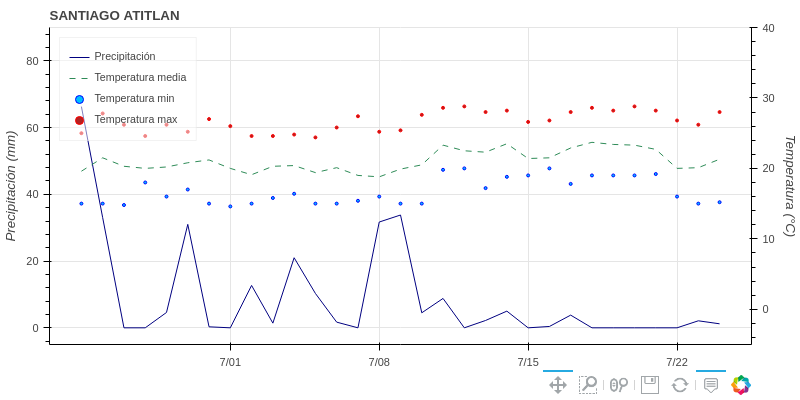 SANTIAGO ATITLAN
Precipitación
Temperatura media
Temperatura min
Temperatura max
Precipitación (mm)
80
60
40
20
0
40
30
20
10
0
Temperatura (°C)
7/01
7/08
7/15
7/22